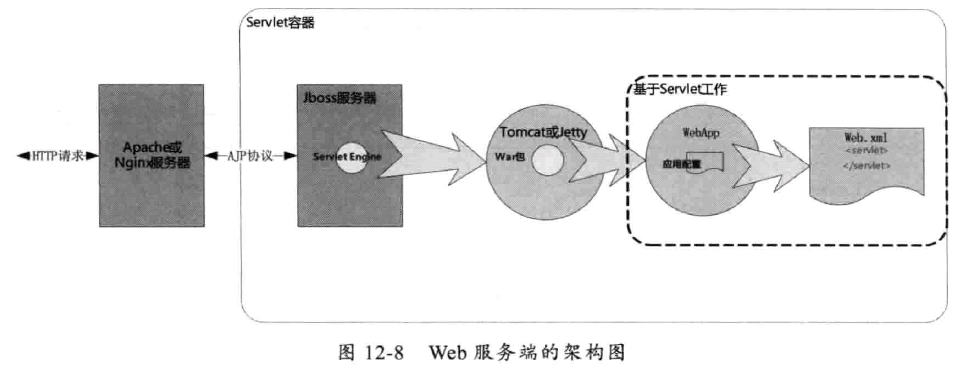 Servlet容器
Jboss服务器
基于Servlet工作
Apache或
Nginx服务器
HTTP请求
AJP协议
Servlet Engine
Tomcat或Jetty
War包
WebApp
应用配置
Web.xml
<servlet>
</servlet>
图 12-8 Web 服务端的架构图